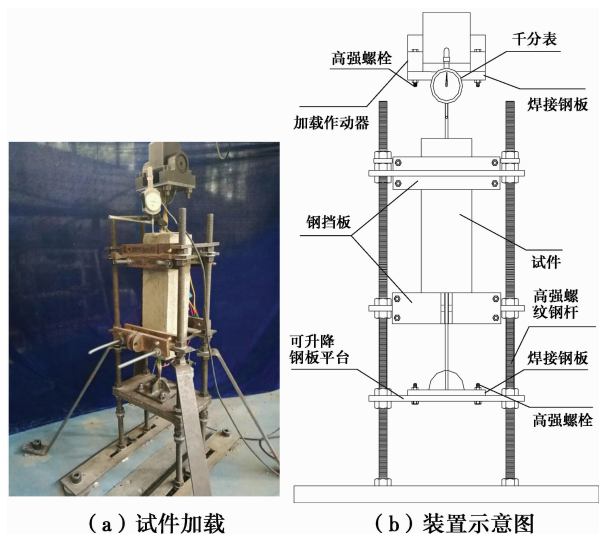 千分表
高强螺栓
焊接钢板
加载作动器
钢挡板
试件
高强螺
纹钢杆
可升降
钢板平台
焊接钢板
高强螺栓
（a）试件加载
（b）装置示意图